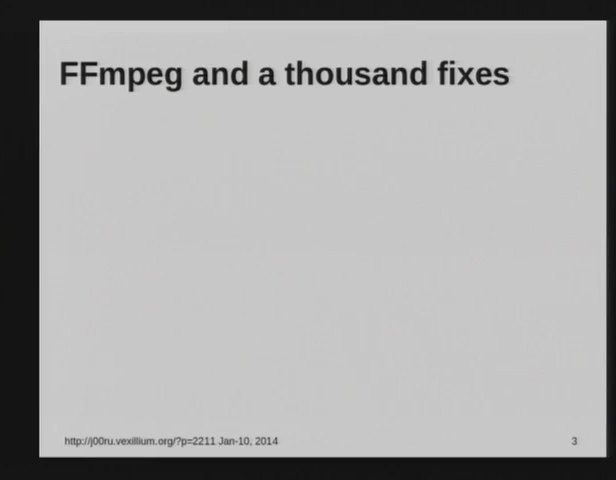 FFmpeg and a thousand fixes
http://j00ru.vexillium.org/?p=2211 Jan-10, 2014
3